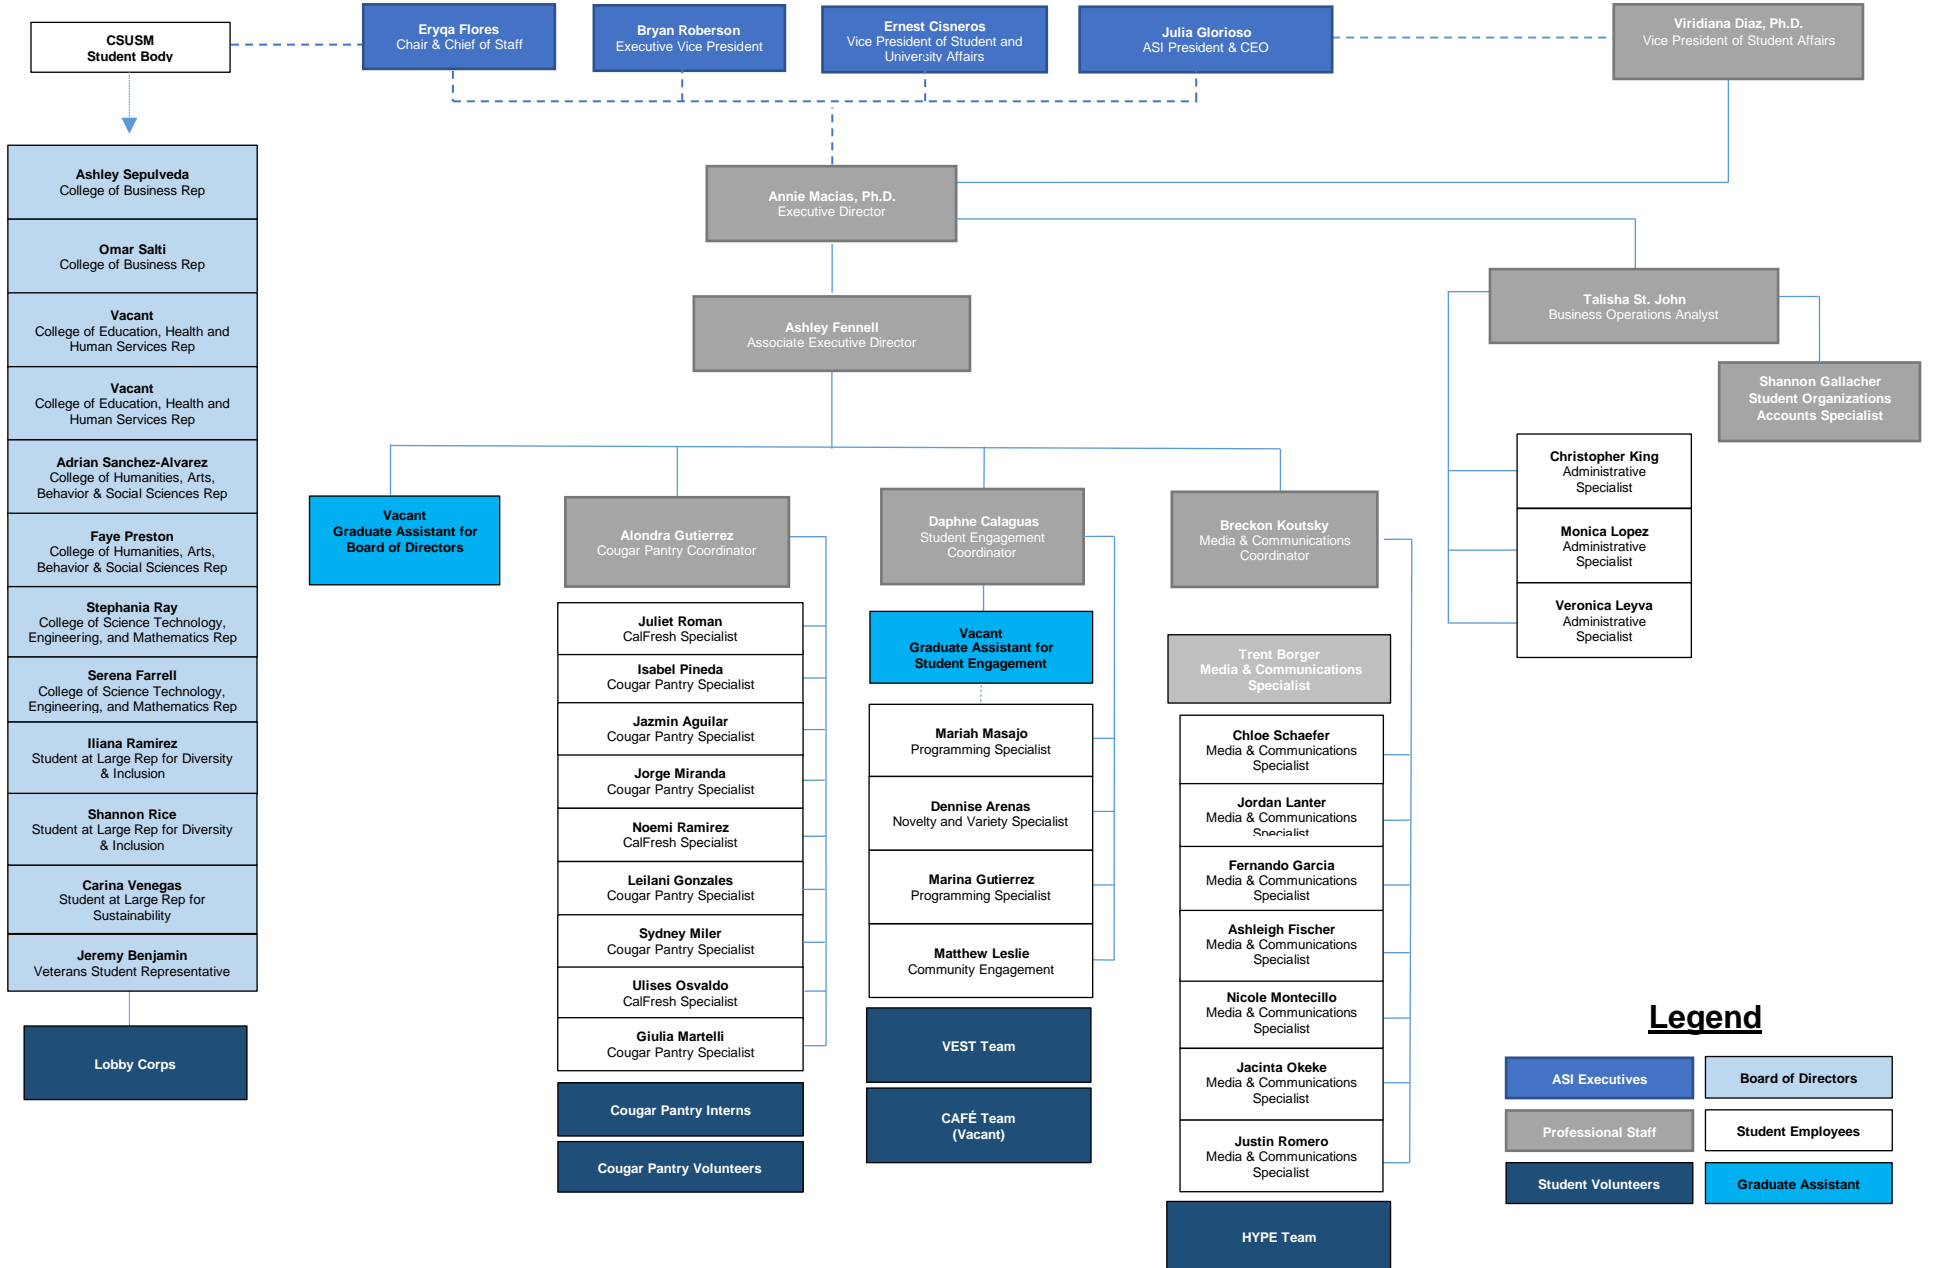 CSUSM
Student Body
Eryqa Flores
Chair & Chief of Staff
Bryan Roberson
Executive Vice President
Ernest Cisneros
Vice President of Student and
University Affairs
Julia Glorioso
ASI President & CEO
Viridiana Diaz, Ph.D.
Vice President of Student Affairs
Annie Macias, Ph.D.
Executive Director
Ashley Fennell
Associate Executive Director
Talisha St. John
Business Operations Analyst
Shannon Gallacher
Student Organizations
Accounts Specialist
Christopher King
Administrative
Specialist
Monica Lopez
Administrative
Specialist
Veronica Leyva
Administrative
Specialist
Ashley Sepulveda
College of Business Rep
Omar Salti
College of Business Rep
Vacant
College of Education, Health and
Human Services Rep
Vacant
College of Education, Health and
Human Services Rep
Adrian Sanchez-Alvarez
College of Humanities, Arts,
Behavior & Social Sciences Rep
Faye Preston
College of Humanities, Arts,
Behavior & Social Sciences Rep
Stephania Ray
College of Science Technology,
Engineering, and Mathematics Rep
Serena Farrell
College of Science Technology,
Engineering, and Mathematics Rep
Iliana Ramirez
Student at Large Rep for Diversity
& Inclusion
Shannon Rice
Student at Large Rep for Diversity
& Inclusion
Carina Venegas
Student at Large Rep for
Sustainability
Jeremy Benjamin
Veterans Student Representative
Lobby Corps
Vacant
Graduate Assistant for
Board of Directors
Alondra Gutierrez
Cougar Pantry Coordinator
Juliet Roman
CalFresh Specialist
Isabel Pineda
Cougar Pantry Specialist
Jazmin Aguilar
Cougar Pantry Specialist
Jorge Miranda
Cougar Pantry Specialist
Noemi Ramirez
CalFresh Specialist
Leilani Gonzales
Cougar Pantry Specialist
Sydney Miler
Cougar Pantry Specialist
Ulises Osvaldo
CalFresh Specialist
Giulia Martelli
Cougar Pantry Specialist
Cougar Pantry Interns
Cougar Pantry Volunteers
Daphne Calaguas
Student Engagement
Coordinator
Vacant
Graduate Assistant for
Student Engagement
Mariah Masajo
Programming Specialist
Dennise Arenas
Novelty and Variety Specialist
Marina Gutierrez
Programming Specialist
Matthew Leslie
Community Engagement
VEST Team
CAFÉ Team
(Vacant)
Breckon Koutsky
Media & Communications
Coordinator
Trent Borger
Media & Communications
Specialist
Chloe Schaefer
Media & Communications
Specialist
Jordan Lanter
Media & Communications
Specialist
Fernando Garcia
Media & Communications
Specialist
Ashleigh Fischer
Media & Communications
Specialist
Nicole Montecillo
Media & Communications
Specialist
Jacinta Okeke
Media & Communications
Specialist
Justin Romero
Media & Communications
Specialist
HYPE Team
Legend
ASI Executives
Board of Directors
Professional Staff
Student Employees
Student Volunteers
Graduate Assistant